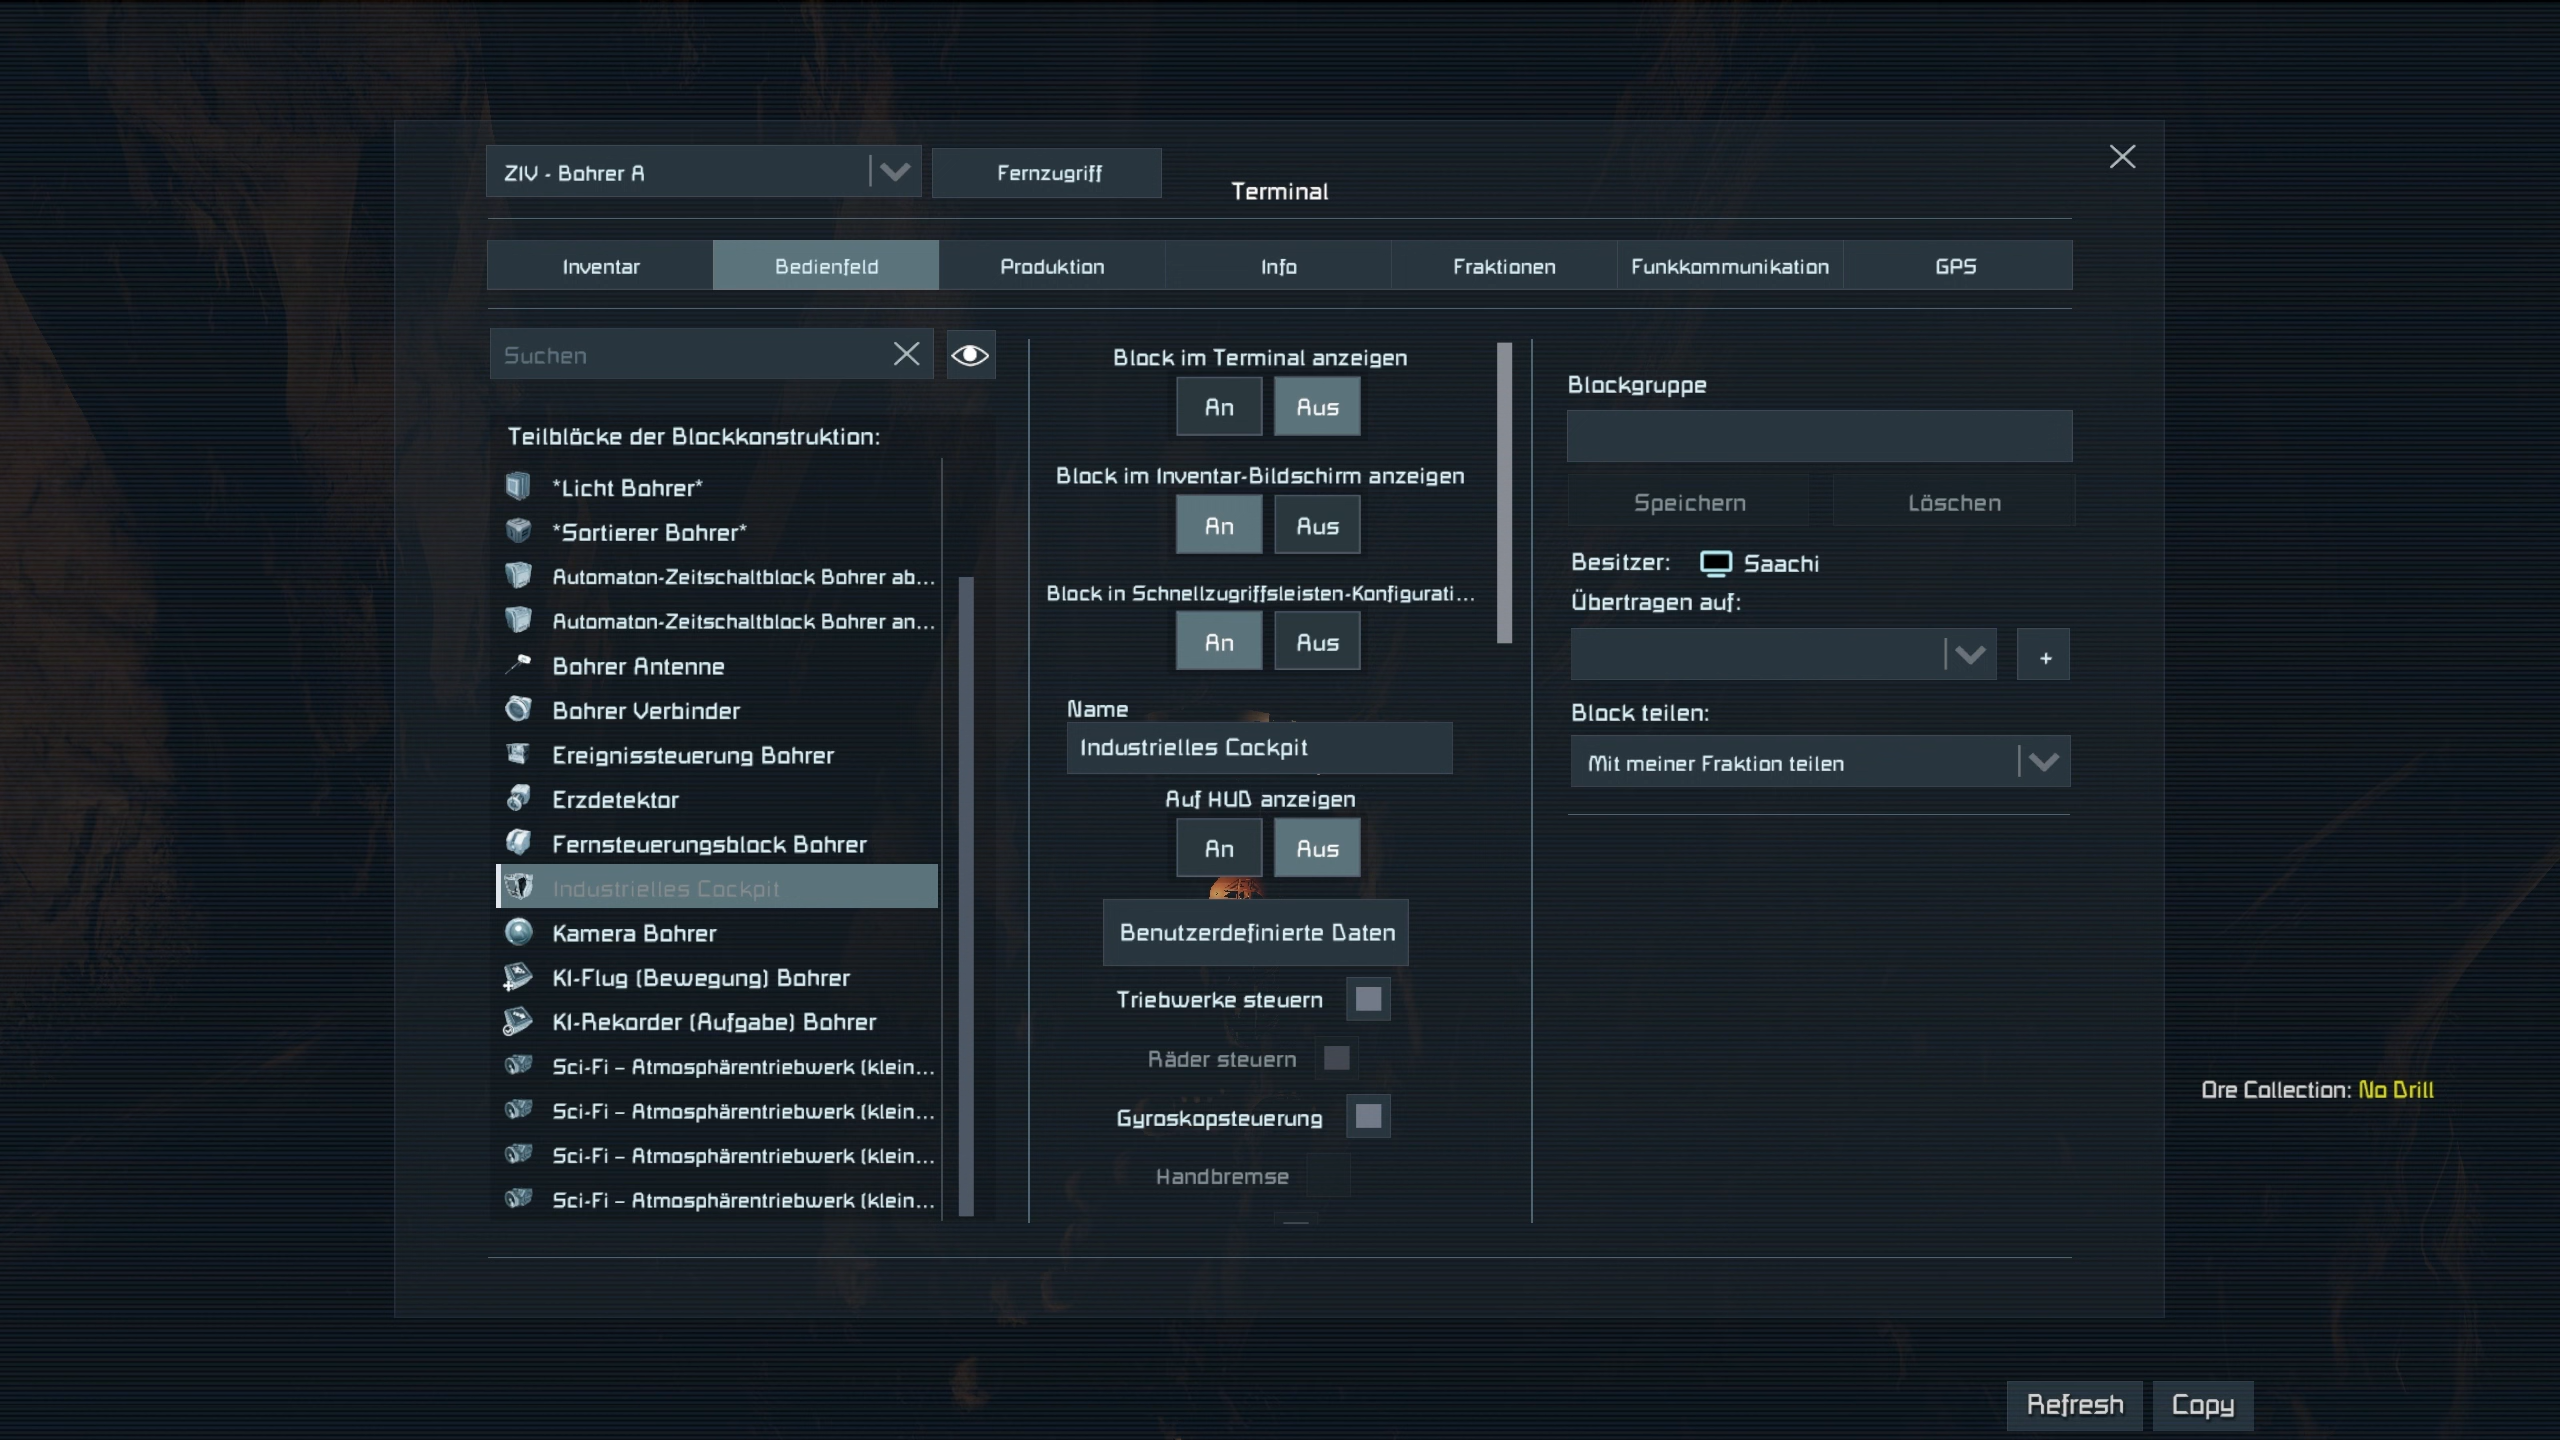 ZIV - Bohrer A
Fernzugriff
Terminal
Inventar
Bedienfeld
Produktion
Info
Fraktionen
Funkkommunikation
GPS
Suchen
Teilblöcke der Blockkonstruktion:
*Licht Bohrer*
*Sortierer Bohrer*
Automaton-Zeitschaltblock Bohrer ab...
Automaton-Zeitschaltblock Bohrer an...
Bohrer Antenne
Bohrer Verbinder
Ereignissteuerung Bohrer
Erzdetektor
Fernsteuerungsblock Bohrer
Industrielles Cockpit
Kamera Bohrer
KI-Flug (Bewegung) Bohrer
KI-Rekorder (Aufgabe) Bohrer
Sci-Fi – Atmosphärentriebwerk (klein...
Sci-Fi – Atmosphärentriebwerk (klein...
Sci-Fi – Atmosphärentriebwerk (klein...
Sci-Fi – Atmosphärentriebwerk (klein...
Block im Terminal anzeigen
An Aus
Block im Inventar-Bildschirm anzeigen
An Aus
Block in Schnellzugriffsleisten-Konfigurati...
An Aus
Name
Industrielles Cockpit
Auf HUD anzeigen
An Aus
Benutzerdefinierte Daten
Triebwerke steuern
Räder steuern
Gyroskopsteuerung
Handbremse
Blockgruppe
Speichern Löschen
Besitzer: Saachi
Übertragen auf:
+
Block teilen:
Mit meiner Fraktion teilen
Ore Collection: No Drill
Refresh Copy